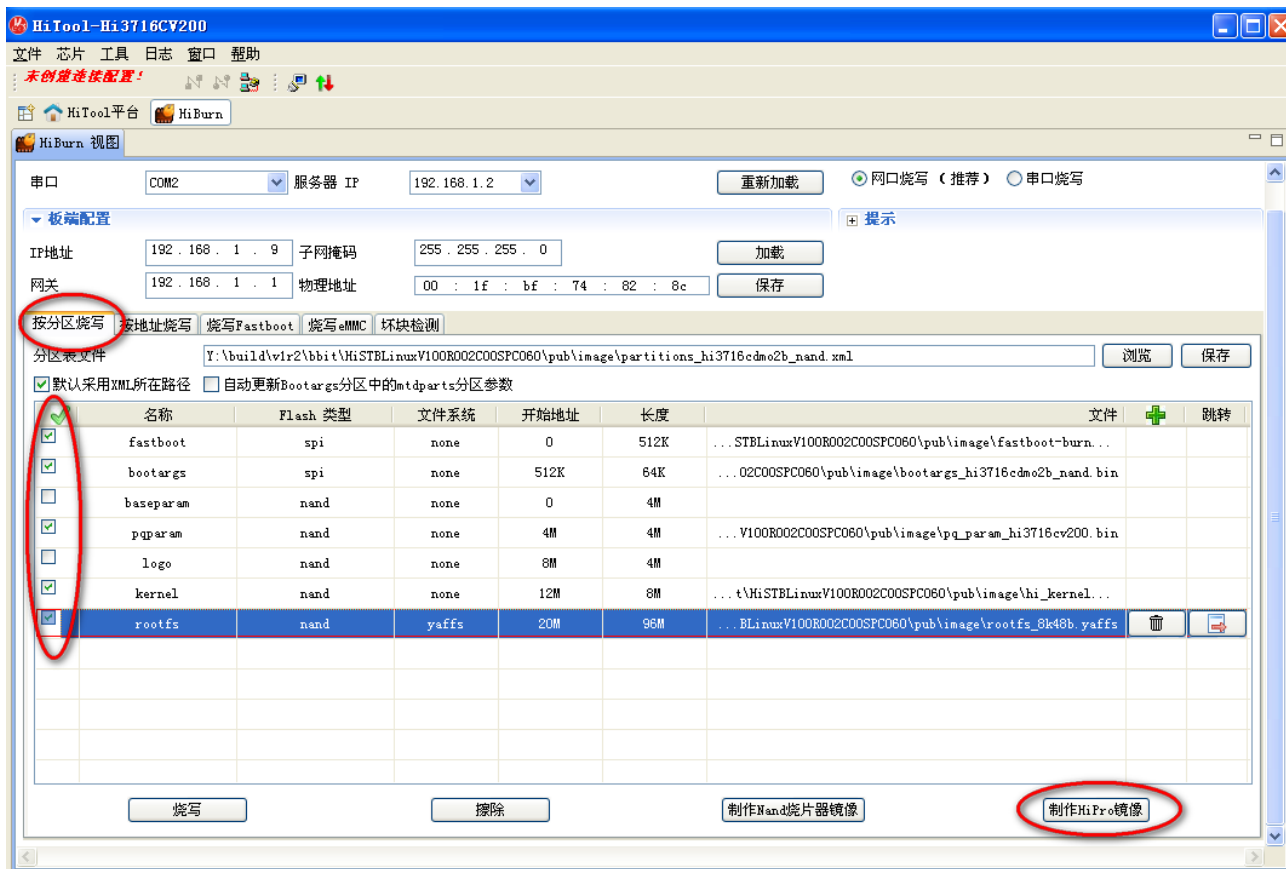 HiTool-Hi3716CV200
文件 芯片 工具 日志 窗口 帮助
未创建连接配置!
HiTool平台 HiBurn
HiBurn 视图
串口 COM2 服务器 IP 192.168.1.2 重新加载 网口烧写 (推荐) 串口烧写
板端配置 提示
IP地址 192 . 168 . 1 . 9 子网掩码 255 . 255 . 255 . 0 加载
网关 192 . 168 . 1 . 1 物理地址 00 : 1f : bf : 74 : 82 : 8c 保存
按分区烧写 按地址烧写 烧写Fastboot 烧写eMMC 坏块检测
分区表文件 Y:\build\v1r2\bbit\HiSTBLinuxV100R002C00SPC060\pub\image\partitions_hi3716cdmo2b_nand.xml 浏览 保存
默认采用XML所在路径 自动更新Bootargs分区中的mtdparts分区参数
名称 Flash 类型 文件系统 开始地址 长度 文件 跳转
fastboot spi none 0 512K ...STBLinuxV100R002C00SPC060\pub\image\fastboot-burn...
bootargs spi none 512K 64K ...02C00SPC060\pub\image\bootargs_hi3716cdmo2b_nand.bin
baseparam nand none 0 4M
pqparam nand none 4M 4M ...V100R002C00SPC060\pub\image\pq_param_hi3716cv200.bin
logo nand none 8M 4M
kernel nand none 12M 8M ...t\HiSTBLinuxV100R002C00SPC060\pub\image\hi_kernel...
rootfs nand yaffs 20M 96M ...BLinuxV100R002C00SPC060\pub\image\rootfs_8k48b.yaffs
烧写 擦除 制作Nand烧片器镜像 制作HiPro镜像